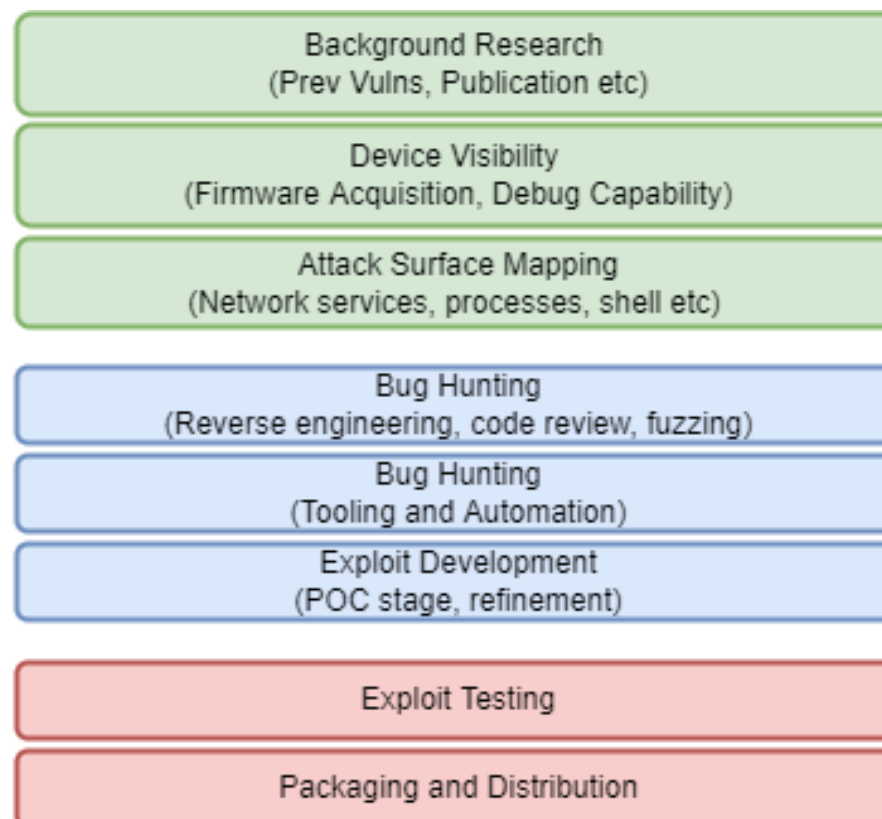 Background Research
(Prev Vulns, Publication etc)
Device Visibility
(Firmware Acquisition, Debug Capability)
Attack Surface Mapping
(Network services, processes, shell etc)
Bug Hunting
(Reverse engineering, code review, fuzzing)
Bug Hunting
(Tooling and Automation)
Exploit Development
(POC stage, refinement)
Exploit Testing
Packaging and Distribution